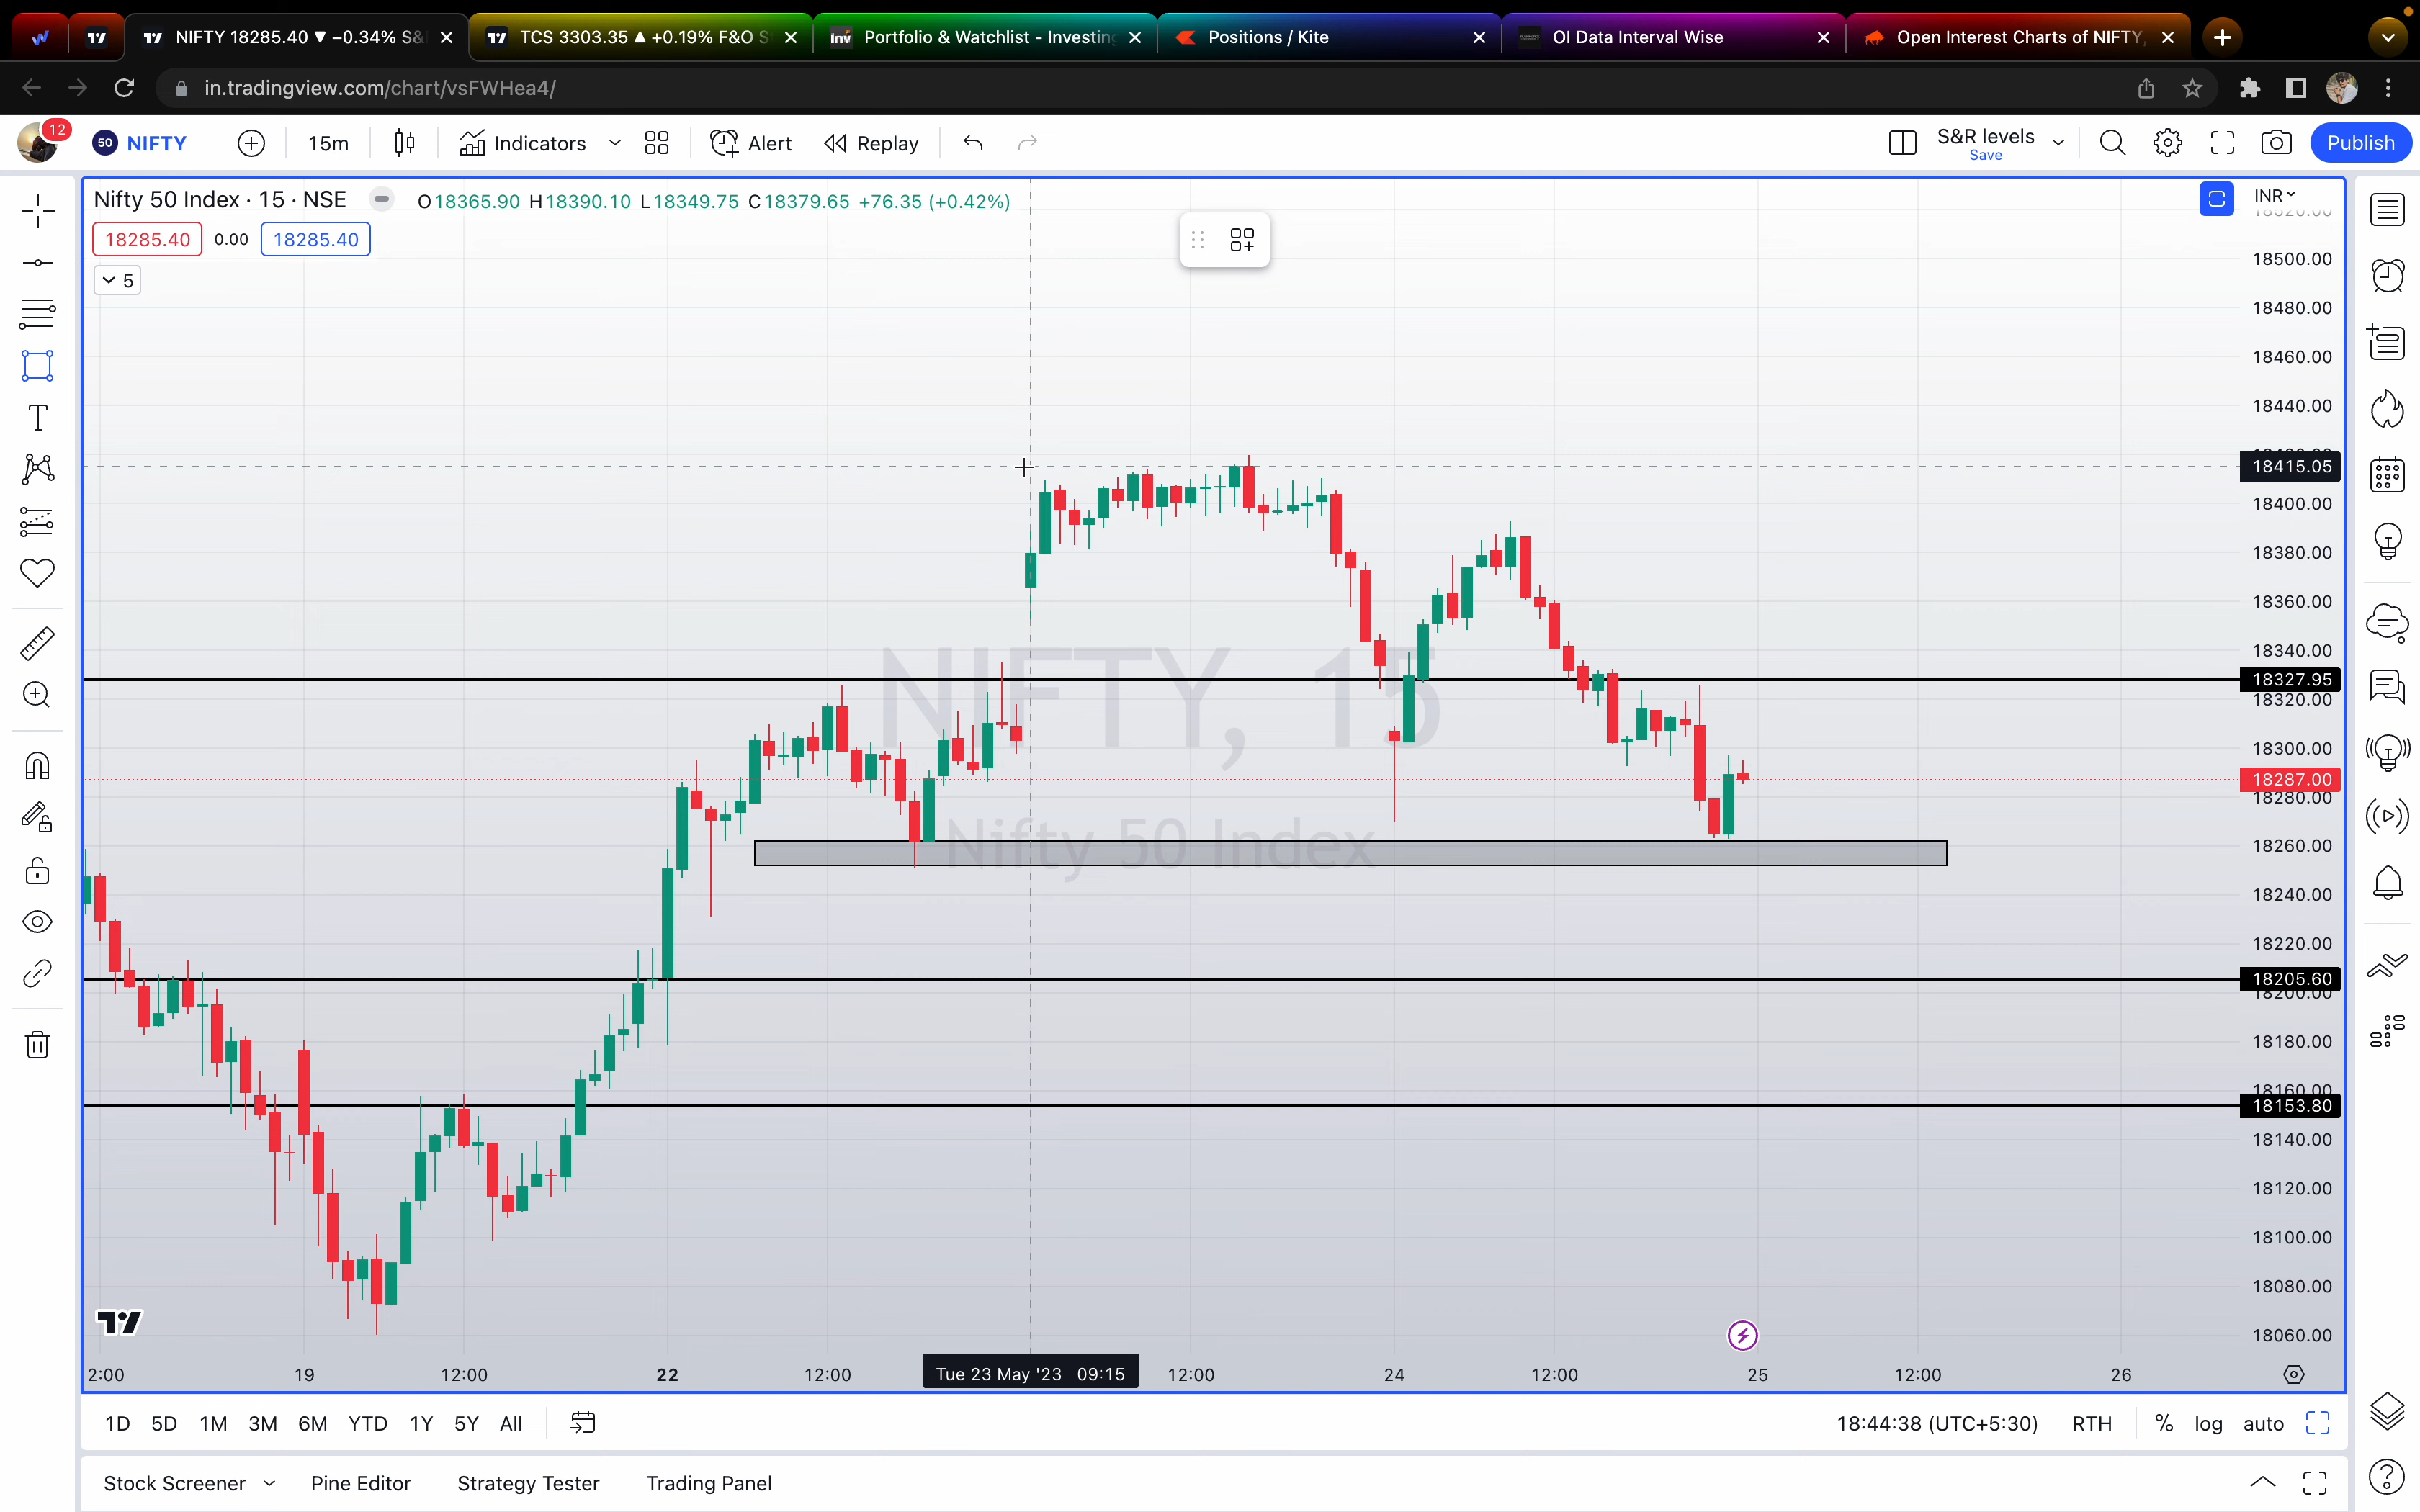 NIFTY 18285.40 ▼ −0.34% S&
TCS 3303.35 ▲ +0.19% F&O S
Inv Portfolio & Watchlist - Investing
Positions / Kite
OI Data Interval Wise
Open Interest Charts of NIFTY,
in.tradingview.com/chart/vsFWHea4/
12
50 NIFTY
15m
Indicators
Alert
Replay
S&R levels
Save
Publish
Nifty 50 Index · 15 · NSE
O18365.90 H18390.10 L18349.75 C18379.65 +76.35 (+0.42%)
INR
18285.40 0.00 18285.40
5
NIFTY, 15
Nifty 50 Index
18520.00
18500.00
18480.00
18460.00
18440.00
18420.00
18415.05
18400.00
18380.00
18360.00
18340.00
18327.95
18320.00
18300.00
18287.00
18280.00
18260.00
18240.00
18220.00
18205.60
18200.00
18180.00
18160.00
18153.80
18140.00
18120.00
18100.00
18080.00
18060.00
2:00 19 12:00 22 12:00 Tue 23 May '23 09:15 12:00 24 12:00 25 12:00 26
1D 5D 1M 3M 6M YTD 1Y 5Y All
18:44:38 (UTC+5:30) RTH % log auto
Stock Screener Pine Editor Strategy Tester Trading Panel